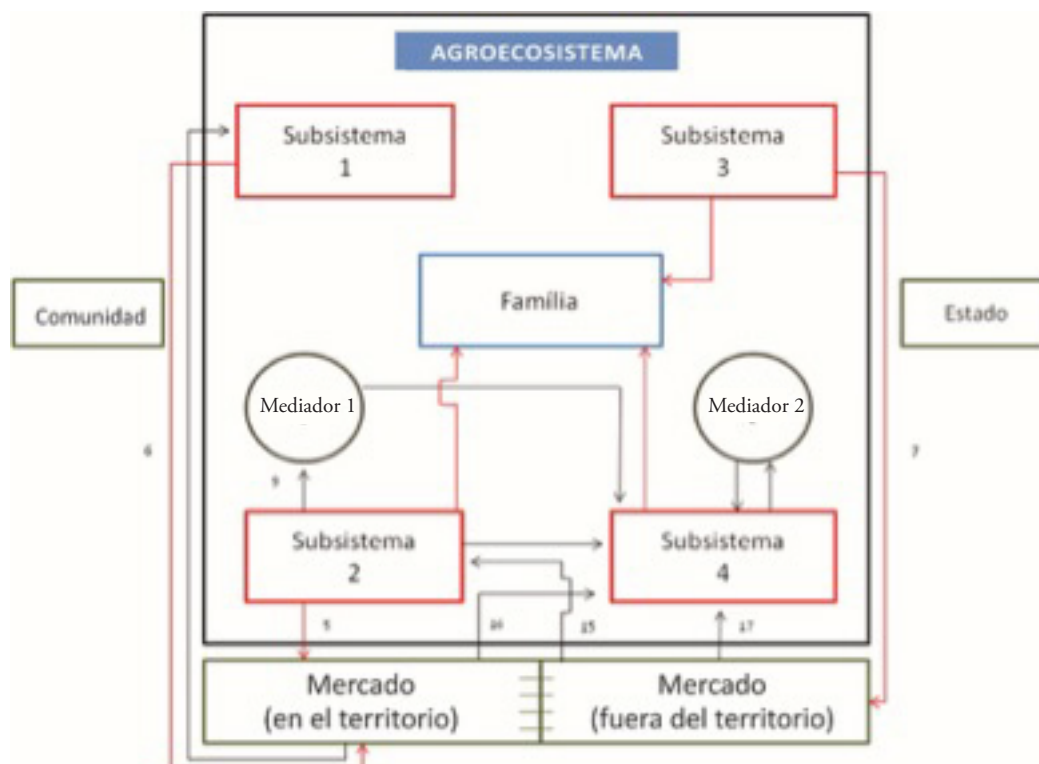 AGROECOSISTEMA
Subsistema
1
Subsistema
3
Família
Comunidad
Estado
Mediador 1
Mediador 2
6
7
9
Subsistema
2
Subsistema
4
5
16
15
17
Mercado
(en el territorio)
Mercado
(fuera del territorio)